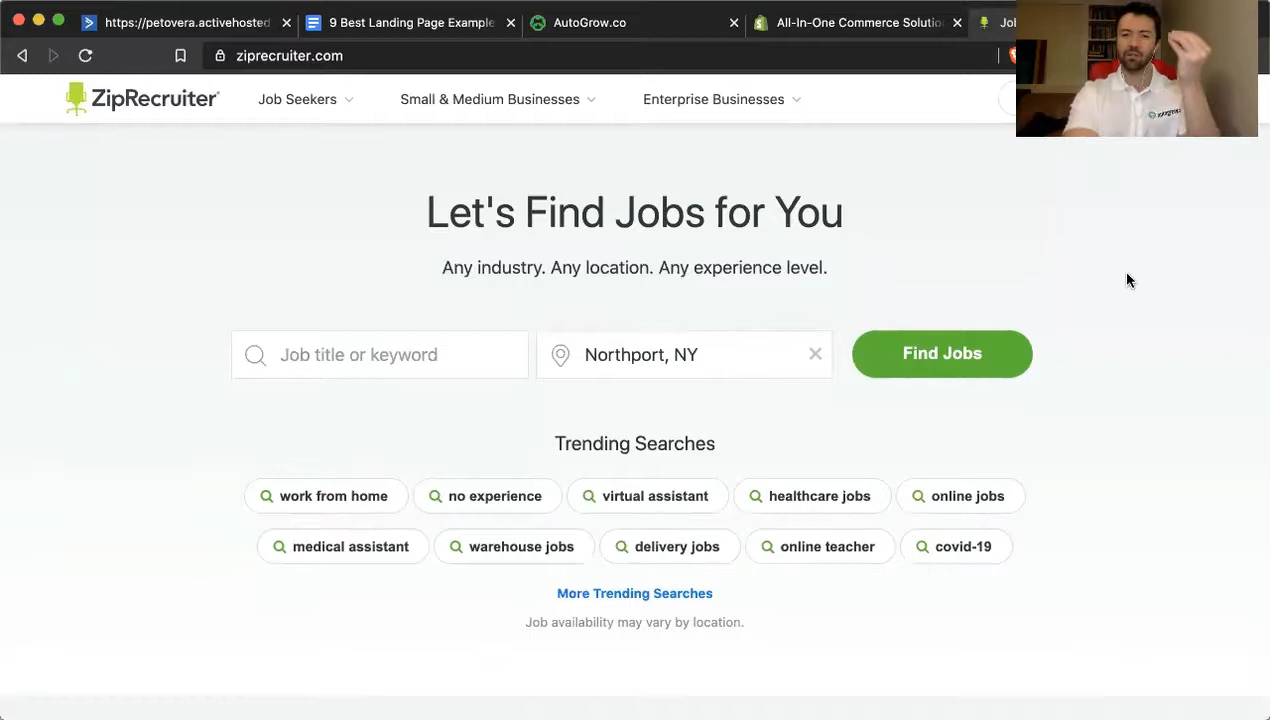 https://petovera.activehosted
9 Best Landing Page Example
AutoGrow.co
All-In-One Commerce Solutio
ziprecruiter.com
ZipRecruiter
Job Seekers
Small & Medium Businesses
Enterprise Businesses
Let's Find Jobs for You
Any industry. Any location. Any experience level.
Job title or keyword
Northport, NY
Find Jobs
Trending Searches
work from home
no experience
virtual assistant
healthcare jobs
online jobs
medical assistant
warehouse jobs
delivery jobs
online teacher
covid-19
More Trending Searches
Job availability may vary by location.